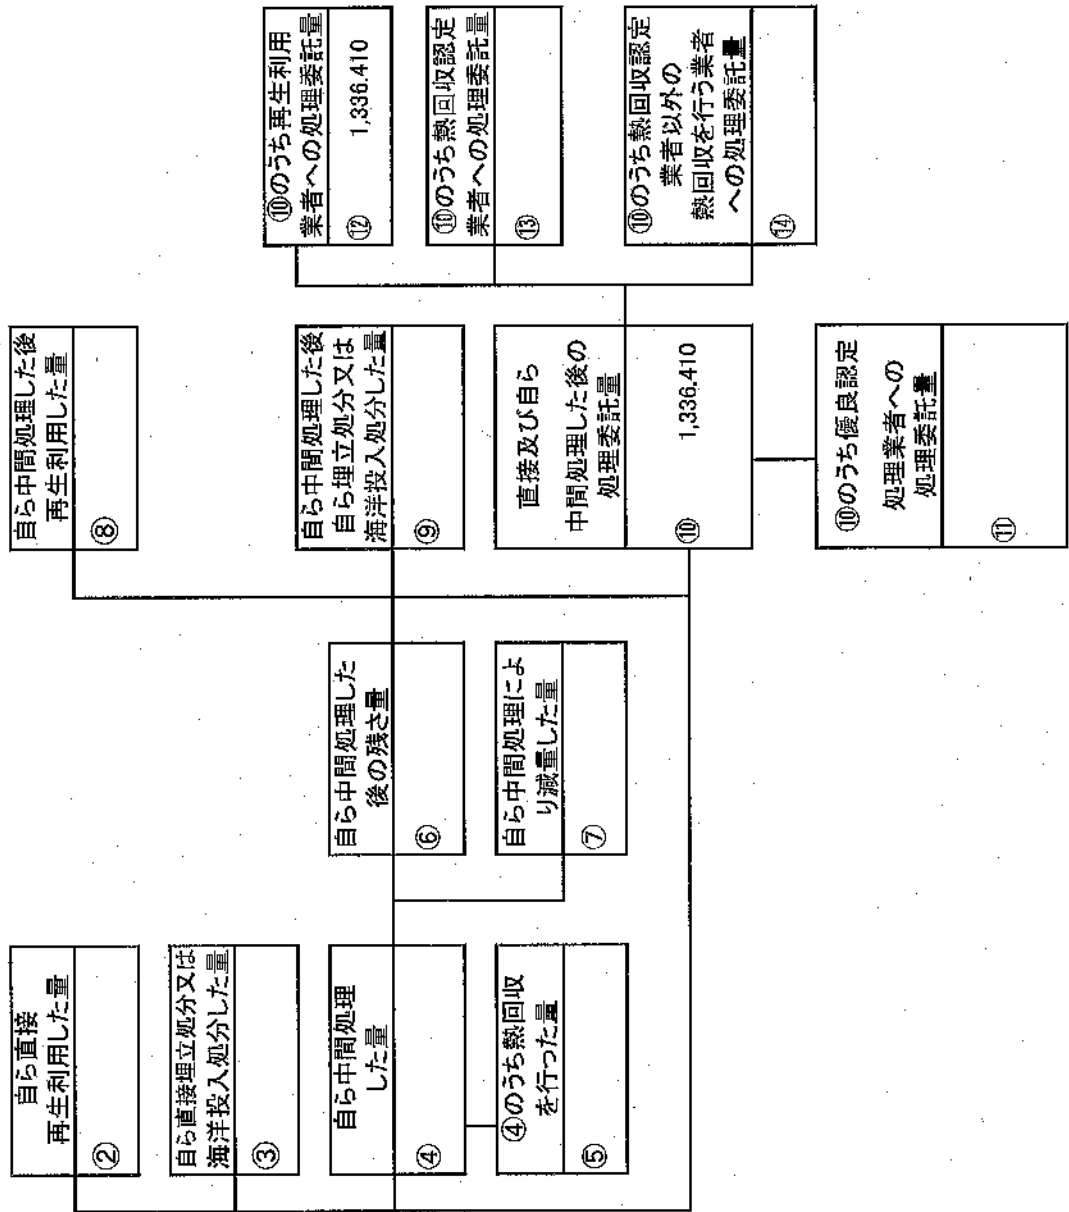 自ら直接
再生利用した量
②
自ら直接埋立処分又は
海洋投入処分した量
③
自ら中間処理
した量
④
④のうち熱回収
を行った量
⑤
自ら中間処理した
後の残さ量
⑥
自ら中間処理によ
り減量した量
⑦
自ら中間処理した後
再生利用した量
⑧
自ら中間処理した後
自ら埋立処分又は
海洋投入処分した量
⑨
直接及び自ら
中間処理した後の
処理委託量
⑩ 1,336.410
⑩のうち優良認定
処理業者への
処理委託量
⑪
⑩のうち再生利用
業者への処理委託量
⑫ 1,336.410
⑩のうち熱回収認定
業者への処理委託量
⑬
⑩のうち熱回収認定
業者以外の
熱回収を行う業者
への処理委託量
⑭